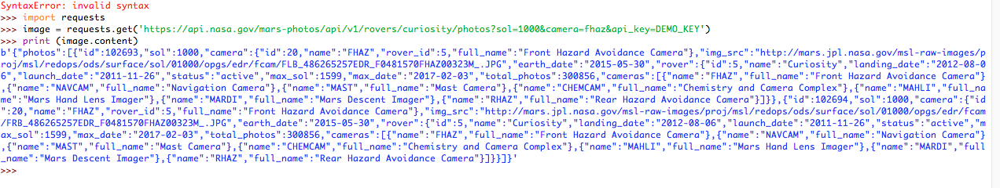 SyntaxError: invalid syntax
>>> import requests
>>> image = requests.get('https://api.nasa.gov/mars-photos/api/v1/rovers/curiosity/photos?sol=1000&camera=fhaz&api_key=DEMO_KEY')
>>> print (image.content)
b'{"photos":[{"id":102693,"sol":1000,"camera":{"id":20,"name":"FHAZ","rover_id":5,"full_name":"Front Hazard Avoidance Camera"},"img_src":"http://mars.jpl.nasa.gov/msl-raw-images/p
roj/msl/redops/ods/surface/sol/01000/opgs/edr/fcam/FLB_486265257EDR_F0481570FHAZ00323M_.JPG","earth_date":"2015-05-30","rover":{"id":5,"name":"Curiosity","landing_date":"2012-08-0
6","launch_date":"2011-11-26","status":"active","max_sol":1599,"max_date":"2017-02-03","total_photos":300856,"cameras":[{"name":"FHAZ","full_name":"Front Hazard Avoidance Camera"}
,{"name":"NAVCAM","full_name":"Navigation Camera"},{"name":"MAST","full_name":"Mast Camera"},{"name":"CHEMCAM","full_name":"Chemistry and Camera Complex"},{"name":"MAHLI","full_na
me":"Mars Hand Lens Imager"},{"name":"MARDI","full_name":"Mars Descent Imager"},{"name":"RHAZ","full_name":"Rear Hazard Avoidance Camera"}]}},{"id":102694,"sol":1000,"camera":{"id
":20,"name":"FHAZ","rover_id":5,"full_name":"Front Hazard Avoidance Camera"},"img_src":"http://mars.jpl.nasa.gov/msl-raw-images/proj/msl/redops/ods/surface/sol/01000/opgs/edr/fcam
/FRB_486265257EDR_F0481570FHAZ00323M_.JPG","earth_date":"2015-05-30","rover":{"id":5,"name":"Curiosity","landing_date":"2012-08-06","launch_date":"2011-11-26","status":"active","m
ax_sol":1599,"max_date":"2017-02-03","total_photos":300856,"cameras":[{"name":"FHAZ","full_name":"Front Hazard Avoidance Camera"},{"name":"NAVCAM","full_name":"Navigation Camera"}
,{"name":"MAST","full_name":"Mast Camera"},{"name":"CHEMCAM","full_name":"Chemistry and Camera Complex"},{"name":"MAHLI","full_name":"Mars Hand Lens Imager"},{"name":"MARDI","full
_name":"Mars Descent Imager"},{"name":"RHAZ","full_name":"Rear Hazard Avoidance Camera"}]}}]}'
>>>